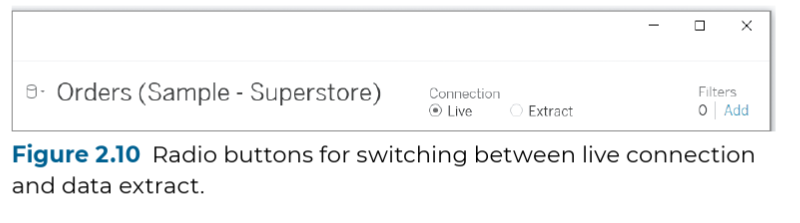 Orders (Sample - Superstore)
Connection
Live Extract
Filters
0 | Add
Figure 2.10 Radio buttons for switching between live connection
and data extract.